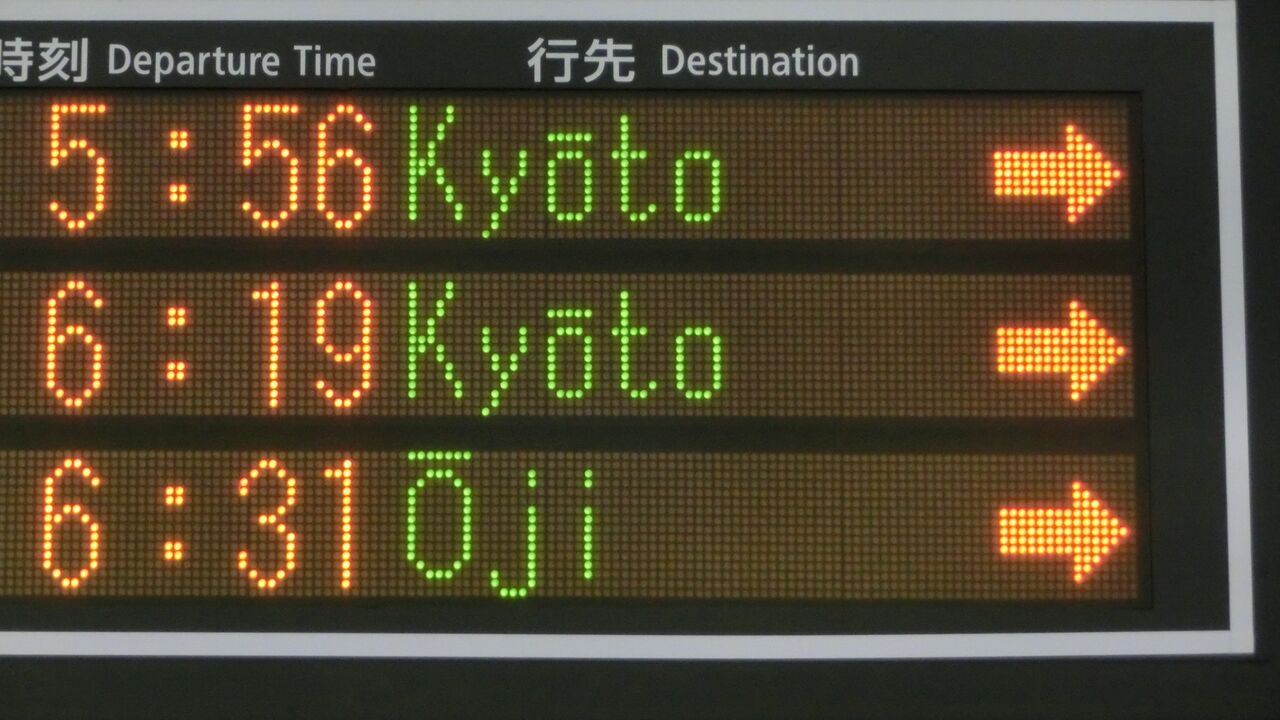 時刻 Departure Time 行先 Destination
5:56 Kyōto →
6:19 Kyōto →
6:31 Ōji →